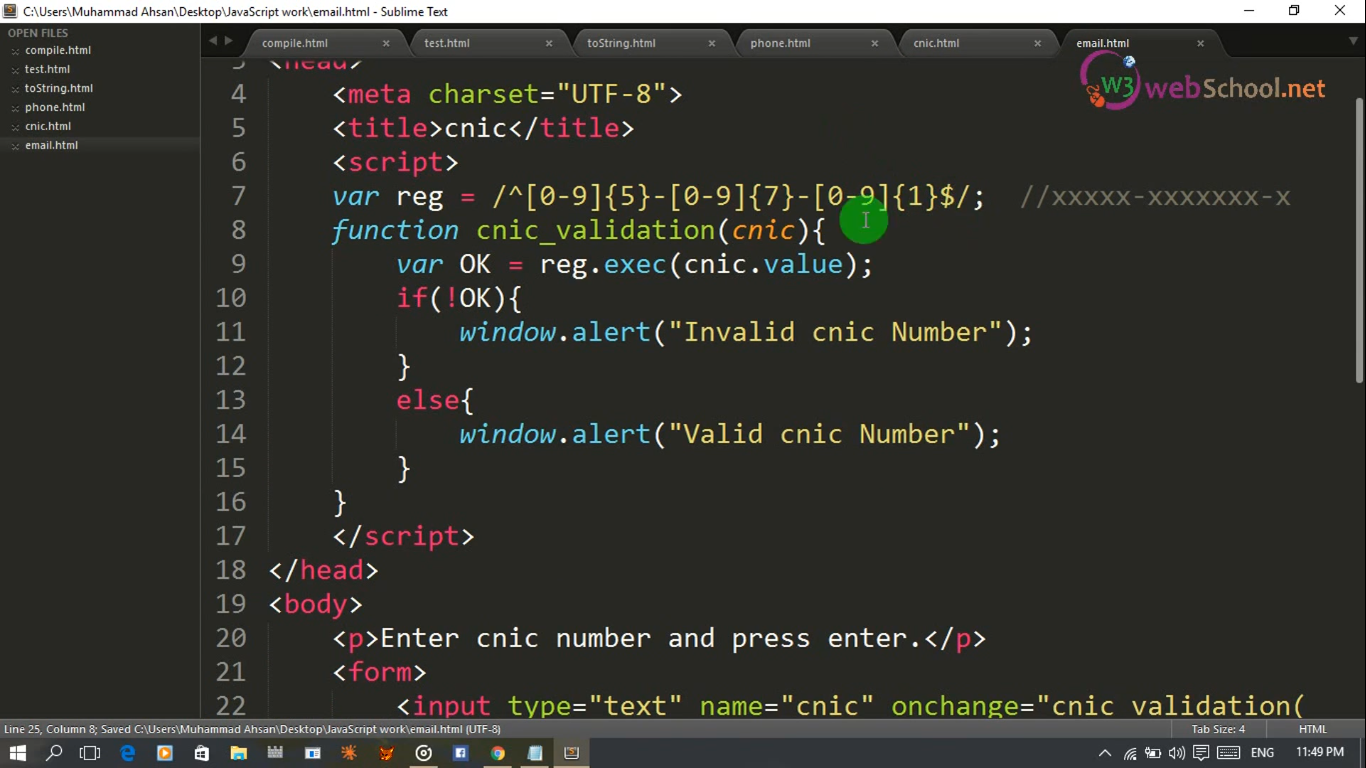 C:\Users\Muhammad Ahsan\Desktop\JavaScript work\email.html - Sublime Text
OPEN FILES
compile.html
test.html
toString.html
phone.html
cnic.html
email.html
compile.html test.html toString.html phone.html cnic.html email.html
W3 webSchool.net
3 <head>
4 <meta charset="UTF-8">
5 <title>cnic</title>
6 <script>
7 var reg = /^[0-9]{5}-[0-9]{7}-[0-9]{1}$/; //xxxxx-xxxxxxx-x
8 function cnic_validation(cnic){
9 var OK = reg.exec(cnic.value);
10 if(!OK){
11 window.alert("Invalid cnic Number");
12 }
13 else{
14 window.alert("Valid cnic Number");
15 }
16 }
17 </script>
18 </head>
19 <body>
20 <p>Enter cnic number and press enter.</p>
21 <form>
22 <input type="text" name="cnic" onchange="cnic_validation(
Line 25, Column 8; Saved C:\Users\Muhammad Ahsan\Desktop\JavaScript work\email.html (UTF-8) Tab Size: 4 HTML
ENG 11:49 PM